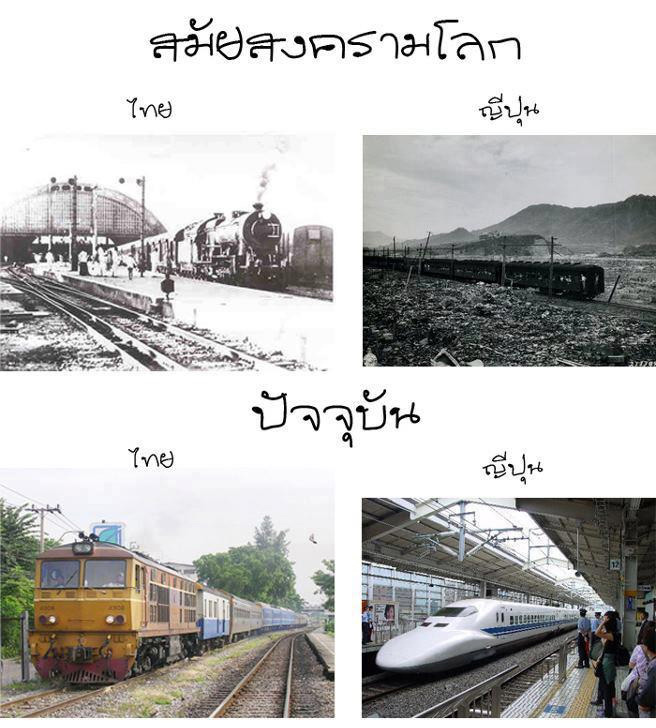 สมัยสงครามโลก
ไทย
ญี่ปุ่น
ปัจจุบัน
ไทย
ญี่ปุ่น
12